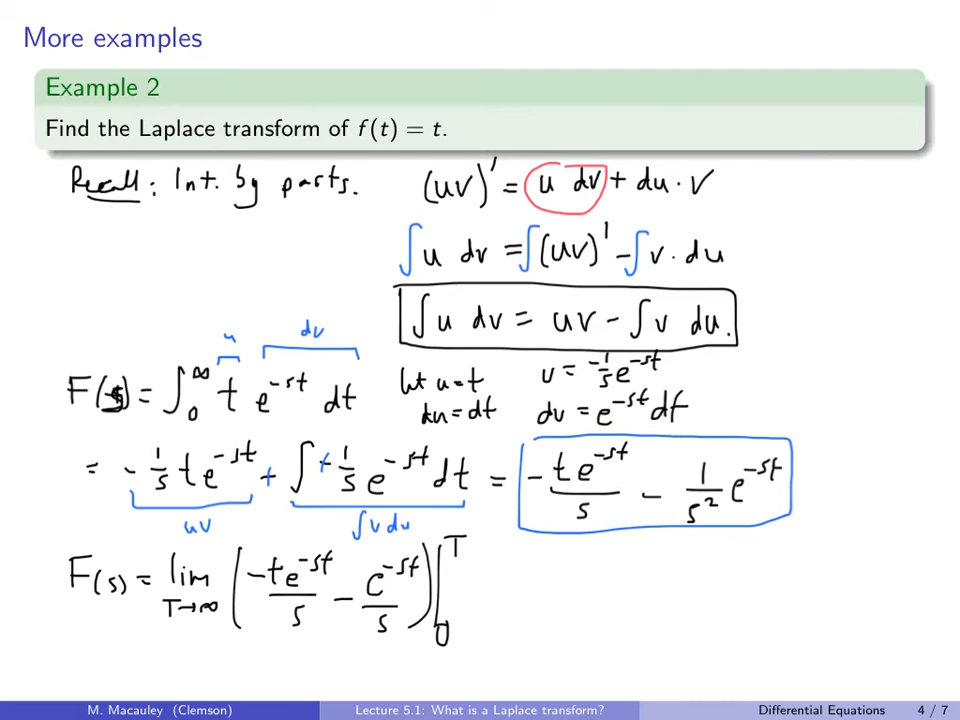 More examples
Example 2
Find the Laplace transform of f(t) = t.
Recall: Int. by parts. (uv)' = u dv + du · v
∫u dv = ∫(uv)' - ∫v · du
∫u dv = uv - ∫v du.
u dv
F(s) = ∫₀^∞ t e^{-st} dt let u = t v = -1/s e^{-st}
du = dt dv = e^{-st} dt
= -1/s t e^{-st} + ∫ + 1/s e^{-st} dt = - t e^{-st}/s - 1/s² e^{-st}
uv ∫v du
F(s) = lim T→∞ (-t e^{-st}/s - e^{-st}/s) |₀^T
M. Macauley (Clemson) Lecture 5.1: What is a Laplace transform? Differential Equations 4 / 7